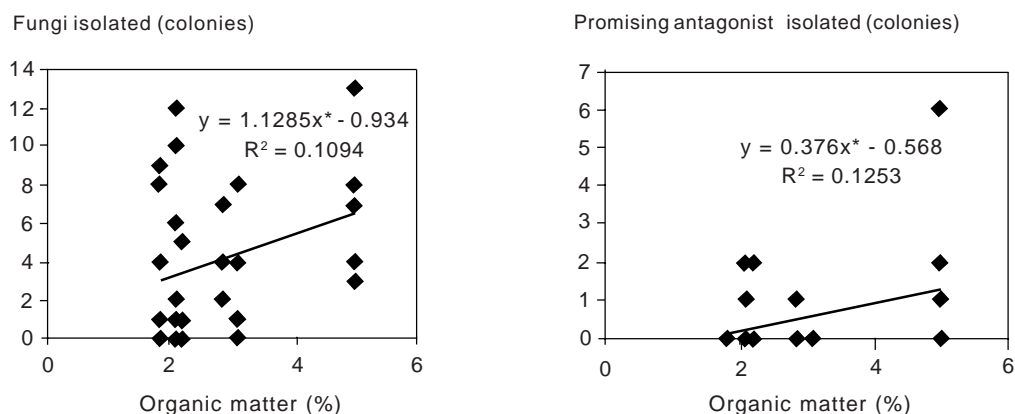 Fungi isolated (colonies)
14
12
10
8
6
4
2
0
y = 1.1285x* - 0.934
R² = 0.1094
0 2 4 6
Organic matter (%)
Promising antagonist isolated (colonies)
7
6
5
4
3
2
1
0
y = 0.376x* - 0.568
R² = 0.1253
0 2 4 6
Organic matter (%)